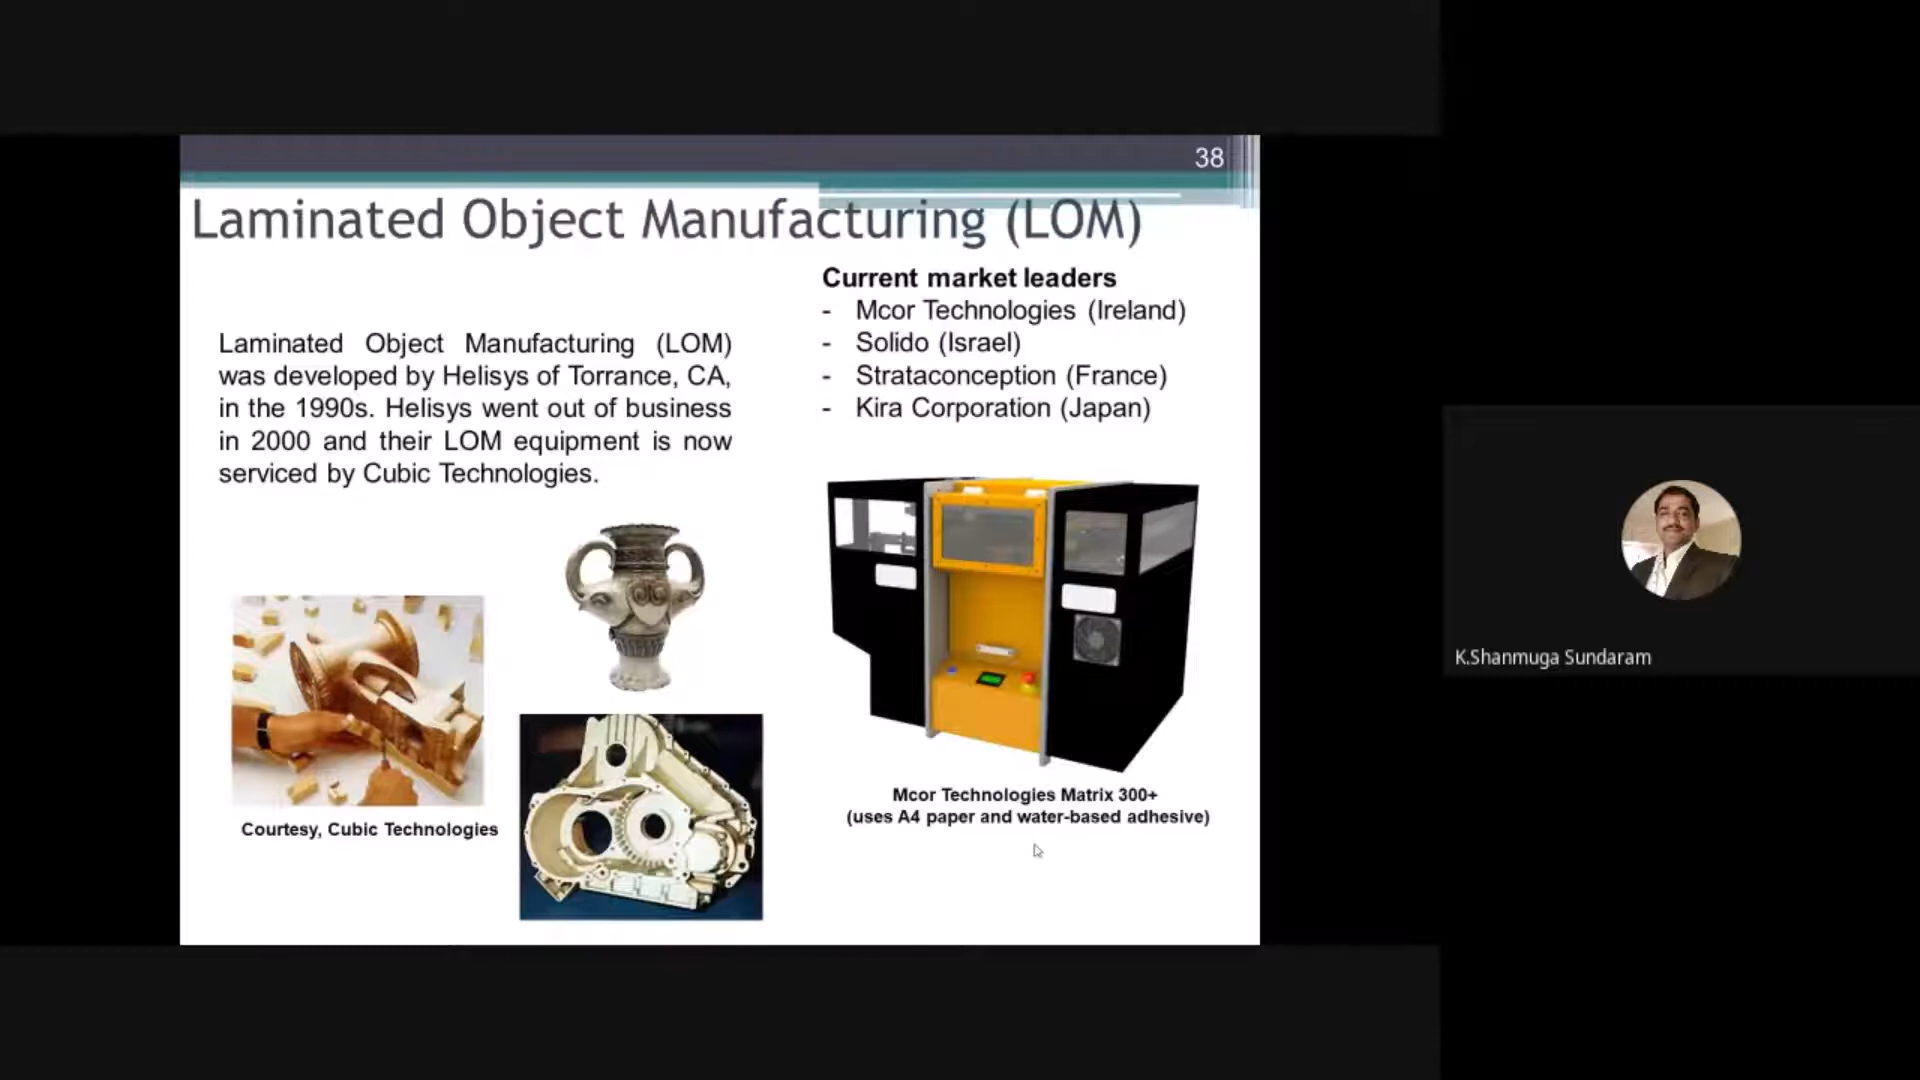 38
Laminated Object Manufacturing (LOM)
Laminated Object Manufacturing (LOM)
was developed by Helisys of Torrance, CA,
in the 1990s. Helisys went out of business
in 2000 and their LOM equipment is now
serviced by Cubic Technologies.
Current market leaders
- Mcor Technologies (Ireland)
- Solido (Israel)
- Strataconception (France)
- Kira Corporation (Japan)
Courtesy, Cubic Technologies
Mcor Technologies Matrix 300+
(uses A4 paper and water-based adhesive)
K.Shanmuga Sundaram